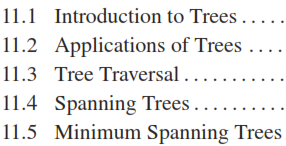 11.1 Introduction to Trees . . . . .
11.2 Applications of Trees . . . .
11.3 Tree Traversal . . . . . . . . . .
11.4 Spanning Trees . . . . . . . . .
11.5 Minimum Spanning Trees